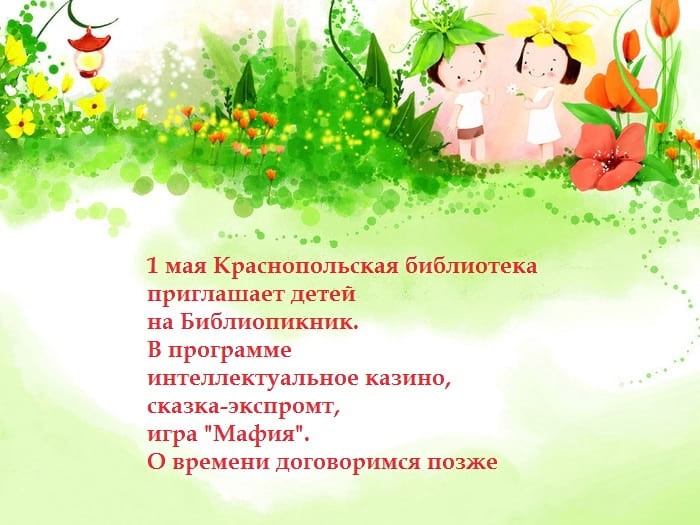 1 мая Краснопольская библиотека
приглашает детей
на Библиопикник.
В программе
интеллектуальное казино,
сказка-экспромт,
игра "Мафия".
О времени договоримся позже